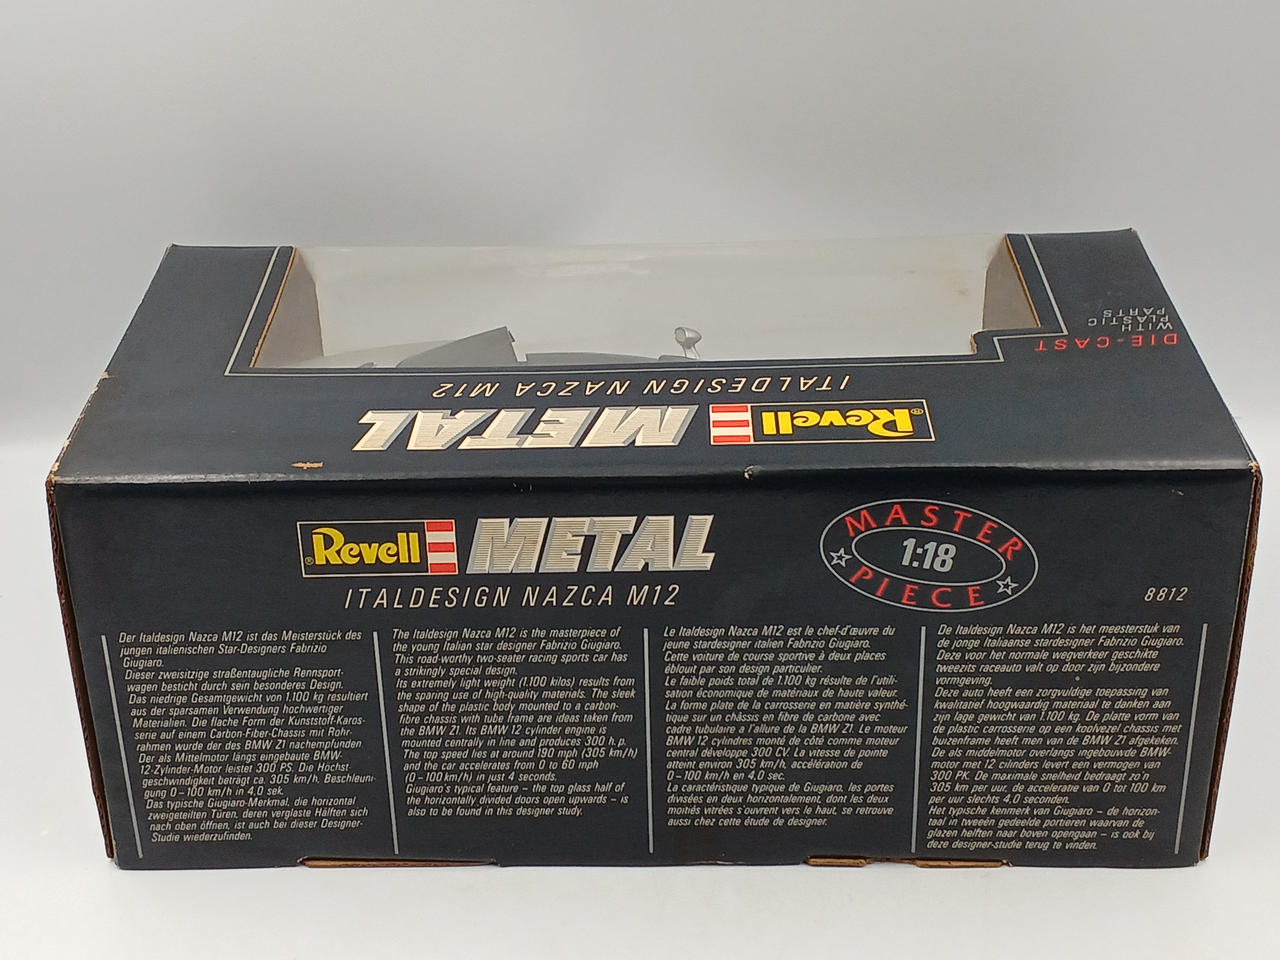 DIE-CAST
WITH
PLASTIC
PARTS
ITALDESIGN NAZCA M12
Revell METAL
Revell METAL
ITALDESIGN NAZCA M12
MASTER
1:18
PIECE
8812
Der Italdesign Nazca M12 ist das Meisterstück des
jungen italienischen Star-Designers Fabrizio
Giugiaro.
Dieser zweisitzige straßentaugliche Rennsport-
wagen besticht durch sein besonderes Design.
Das niedrige Gesamtgewicht von 1.100 kg resultiert
aus der sparsamen Verwendung hochwertiger
Materialien. Die flache Form der Kunststoff-Karos-
serie auf einem Carbon-Fiber-Chassis mit Rohr-
rahmen wurde der des BMW Z1 nachempfunden
Der als Mittelmotor längs eingebaute BMW-
12-Zylinder-Motor leistet 300 PS. Die Höchst-
geschwindigkeit beträgt ca. 305 km/h, Beschleuni-
gung 0–100 km/h in 4,0 sek.
Das typische Giugiaro-Merkmal, die horizontal
zweigeteilten Türen, deren verglaste Hälften sich
nach oben öffnen, ist auch bei dieser Designer-
Studie wiederzufinden.
The Italdesign Nazca M12 is the masterpiece of
the young Italian star designer Fabrizio Giugiaro.
This road-worthy two-seater racing sports car has
a strikingly special design.
Its extremely light weight (1.100 kilos) results from
the sparing use of high-quality materials. The sleek
shape of the plastic body mounted to a carbon-
fibre chassis with tube frame are ideas taken from
the BMW Z1. Its BMW 12 cylinder engine is
mounted centrally in line and produces 300 h.p.
The top speed lies at around 190 mph (305 km/h)
and the car accelerates from 0 to 60 mph
(0–100 km/h) in just 4 seconds.
Giugiaro's typical feature – the top glass half of
the horizontally divided doors open upwards – is
also to be found in this designer study.
Le Italdesign Nazca M12 est le chef-d'œuvre du
jeune stardesigner italien Fabrizio Giugiaro.
Cette voiture de course sportive à deux places
éblouit par son design particulier.
Le faible poids total de 1.100 kg résulte de l'utili-
sation économique de matériaux de haute valeur.
La forme plate de la carrosserie en matière synthé-
tique sur un châssis en fibre de carbone avec
cadre tubulaire a l'allure de la BMW Z1. Le moteur
BMW 12 cylindres monté de côté comme moteur
central développe 300 CV. La vitesse de pointe
atteint environ 305 km/h, accélération de
0–100 km/h en 4,0 sec.
La caractéristique typique de Giugiaro, les portes
divisées en deux horizontalement, dont les deux
moitiés vitrées s'ouvrent vers le haut, se retrouve
aussi chez cette étude de designer.
De Italdesign Nazca M12 is het meesterstuk van
de jonge Italiaanse stardesigner Fabrizio Giugiaro.
Deze voor het normale wegverkeer geschikte
tweezits raceauto valt op door zijn bijzondere
vormgeving.
Deze auto heeft een zorgvuldige toepassing van
kwalitatief hoogwaardig materiaal te danken aan
zijn lage gewicht van 1.100 kg. De platte vorm van
de plastic carrosserie op een koolvezel chassis met
buizenframe heeft men van de BMW Z1 afgekeken.
De als middelmotor overlangs ingebouwde BMW-
motor met 12 cilinders levert een vermogen van
300 PK. De maximale snelheid bedraagt zo'n
305 km per uur, de acceleratie van 0 tot 100 km
per uur slechts 4,0 seconden.
Het typische kenmerk van Giugiaro – de horizon-
taal in tweeën gedeelde portieren waarvan de
glazen helften naar boven opengaan – is ook bij
deze designer-studie terug te vinden.